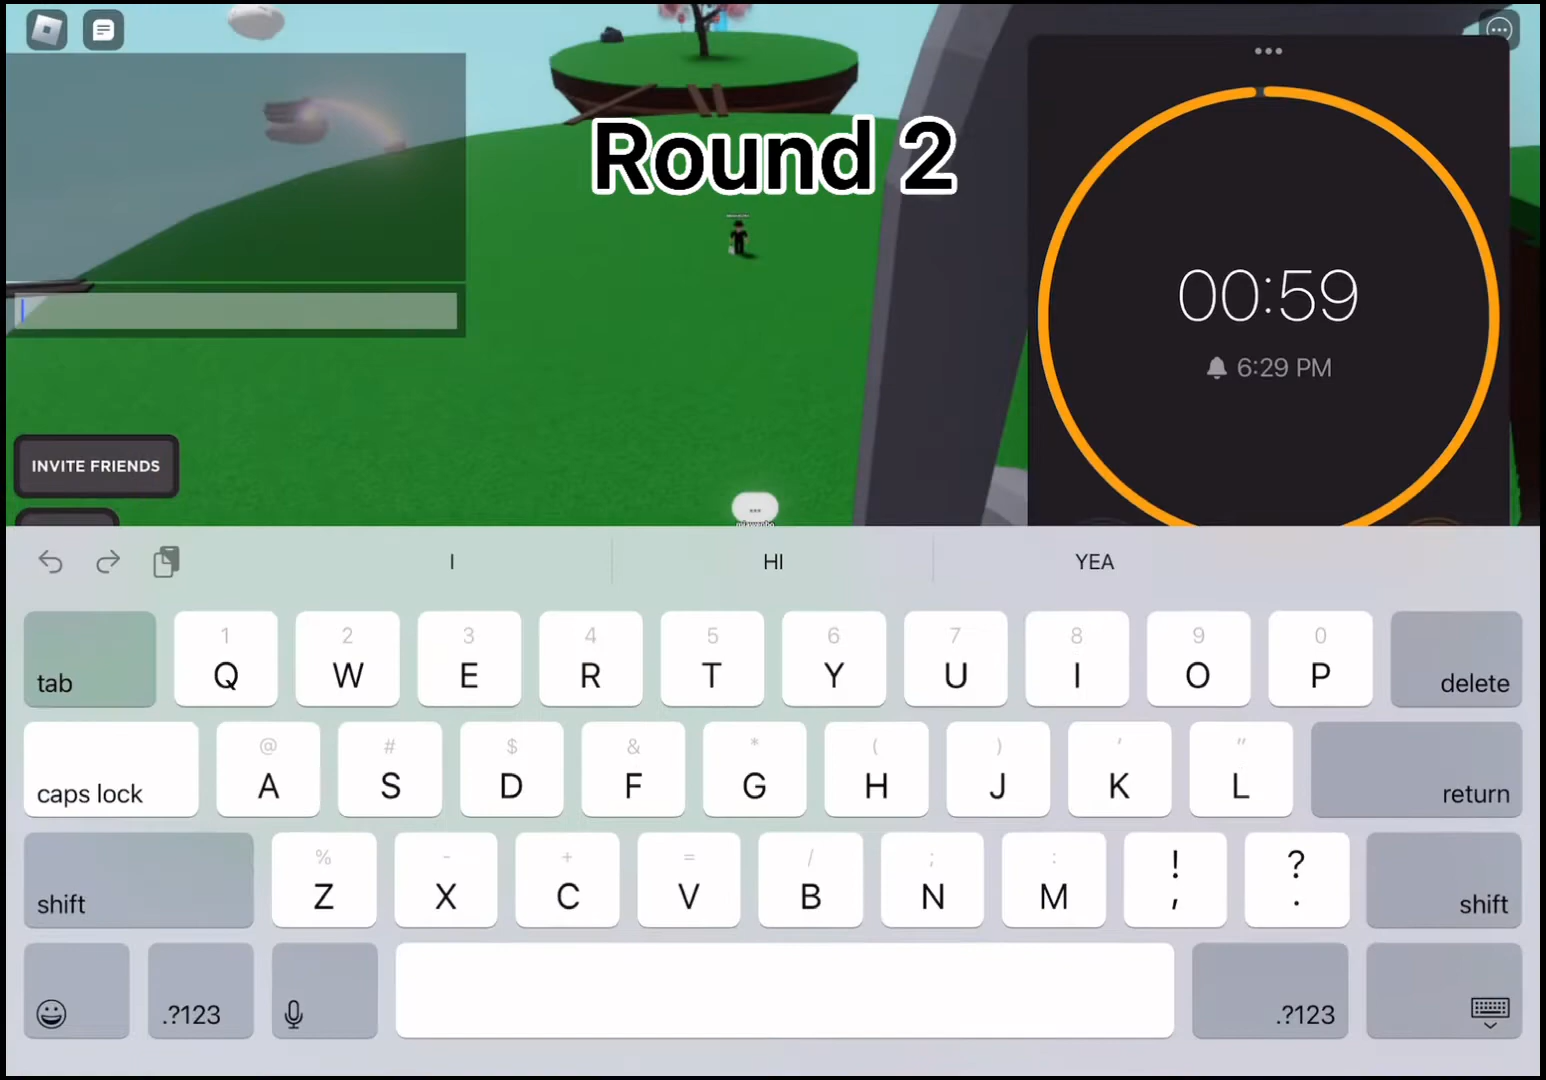 Round 2
00:59
6:29 PM
INVITE FRIENDS
...
I HI YEA
tab 1 Q 2 W 3 E 4 R 5 T 6 Y 7 U 8 I 9 O 0 P delete
caps lock @ A # S $ D & F * G ( H ) J ' K " L return
shift % Z - X + C = V / B ; N : M ! , ? . shift
.?123 .?123